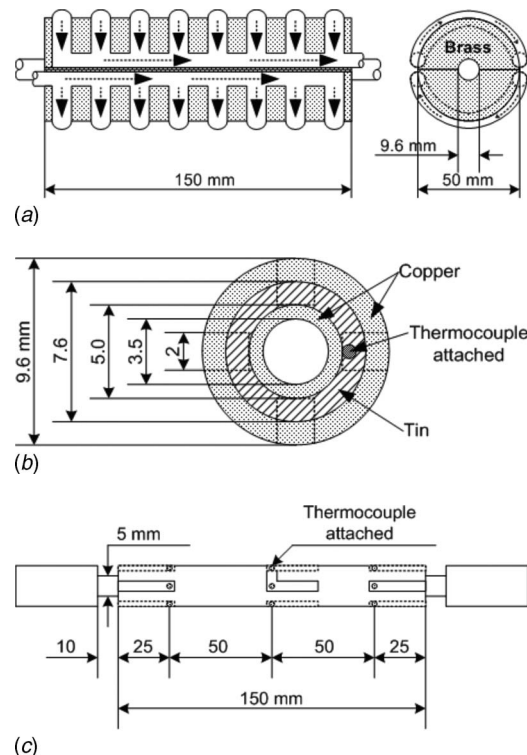 Brass
9.6 mm
150 mm
50 mm
(a)
Copper
9.6 mm
7.6
5.0
3.5
2
Thermocouple
attached
Tin
(b)
Thermocouple
attached
5 mm
10
25
50
50
25
150 mm
(c)